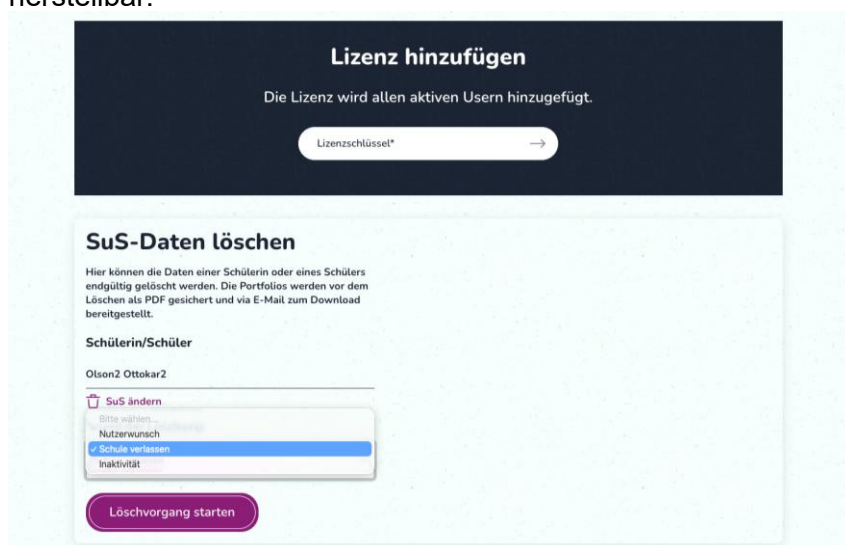 herstellbar.
Lizenz hinzufügen
Die Lizenz wird allen aktiven Usern hinzugefügt.
Lizenzschlüssel*
SuS-Daten löschen
Hier können die Daten einer Schülerin oder eines Schülers
endgültig gelöscht werden. Die Portfolios werden vor dem
Löschen als PDF gesichert und via E-Mail zum Download
bereitgestellt.
Schülerin/Schüler
Olson2 Ottokar2
SuS ändern
Bitte wählen...
Nutzerwunsch
✓ Schule verlassen
Inaktivität
Löschvorgang starten